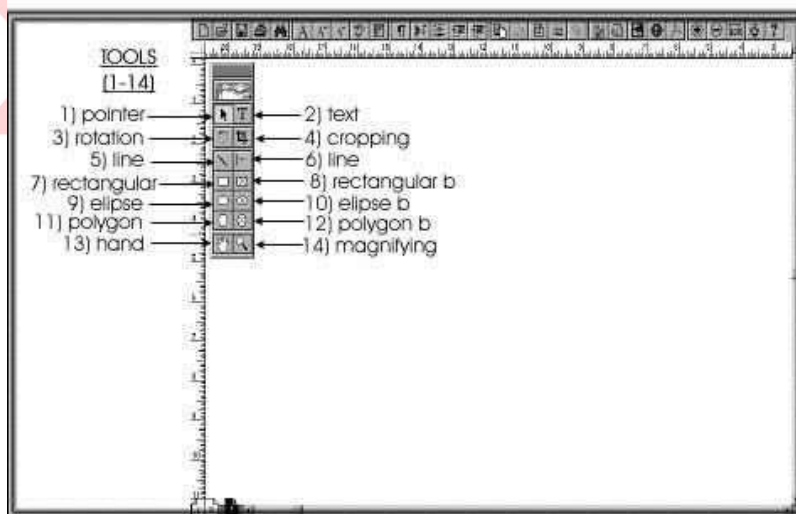 TOOLS
(1-14)
1) pointer
2) text
3) rotation
4) cropping
5) line
6) line
7) rectangular
8) rectangular b
9) elipse
10) elipse b
11) polygon
12) polygon b
13) hand
14) magnifying